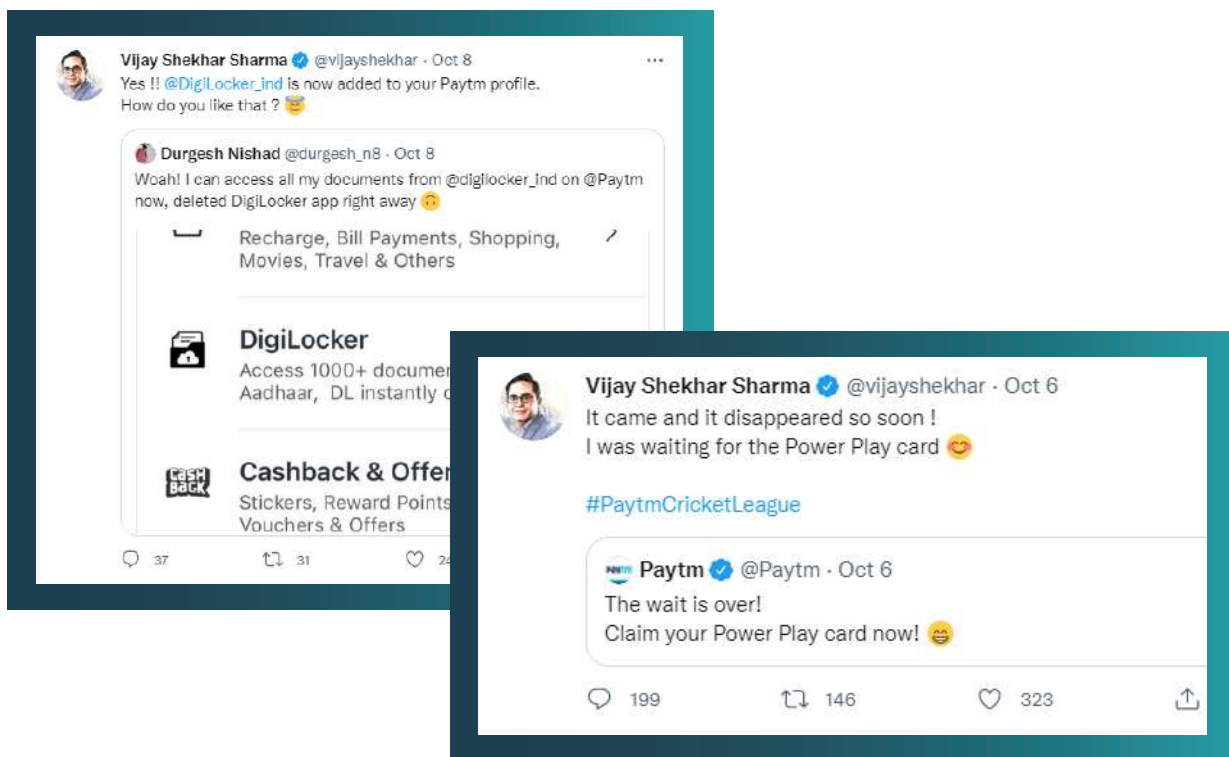 Vijay Shekhar Sharma @vijayshekhar · Oct 8
Yes !! @DigiLocker_ind is now added to your Paytm profile.
How do you like that ? 😇
Durgesh Nishad @durgesh_n8 · Oct 8
Woah! I can access all my documents from @digilocker_ind on @Paytm
now, deleted DigiLocker app right away 🙃
Recharge, Bill Payments, Shopping,
Movies, Travel & Others
DigiLocker
Access 1000+
Aadhaar, DL instantly
CASH
BACK
Cashback &
Stickers, Reward Points
Vouchers & Offers
37 31
Vijay Shekhar Sharma @vijayshekhar · Oct 6
It came and it disappeared so soon !
I was waiting for the Power Play card 😊
#PaytmCricketLeague
Paytm @Paytm · Oct 6
The wait is over!
Claim your Power Play card now! 😁
199 146 323